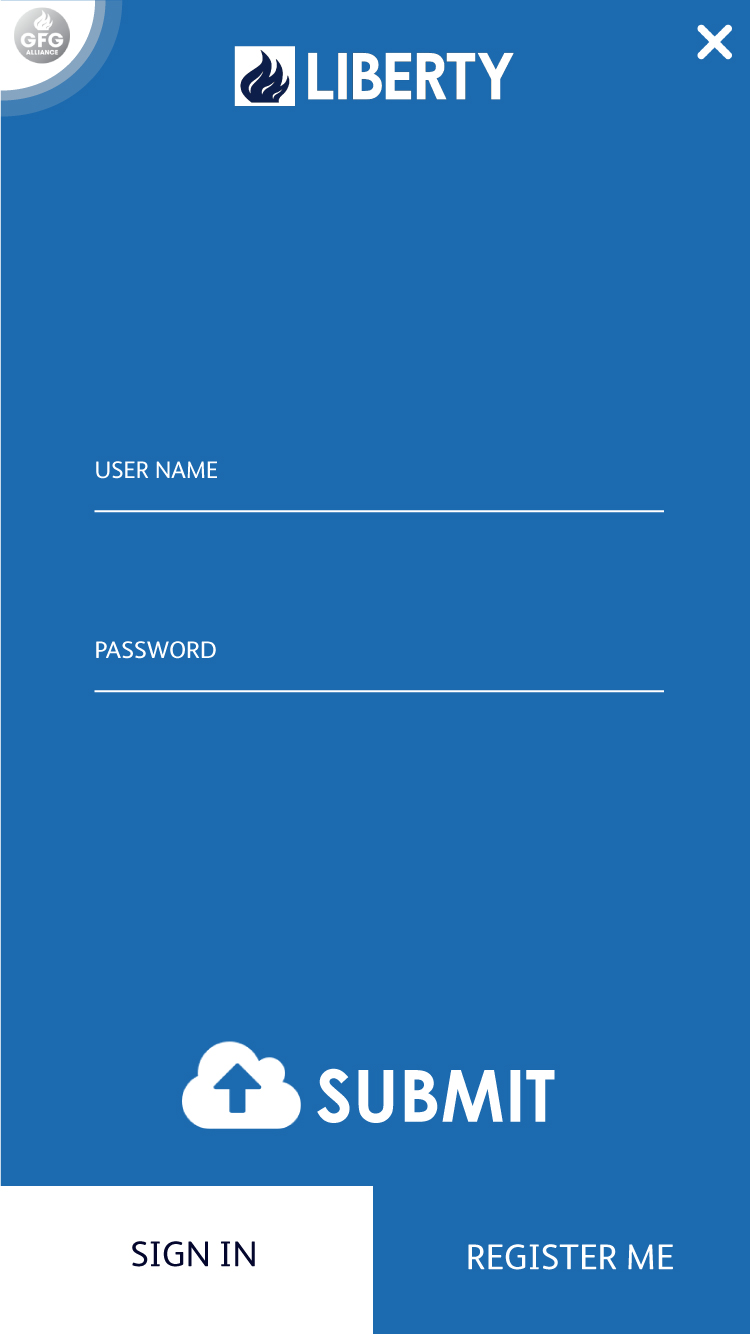 GFG
ALLIANCE
LIBERTY
USER NAME
PASSWORD
SUBMIT
SIGN IN
REGISTER ME